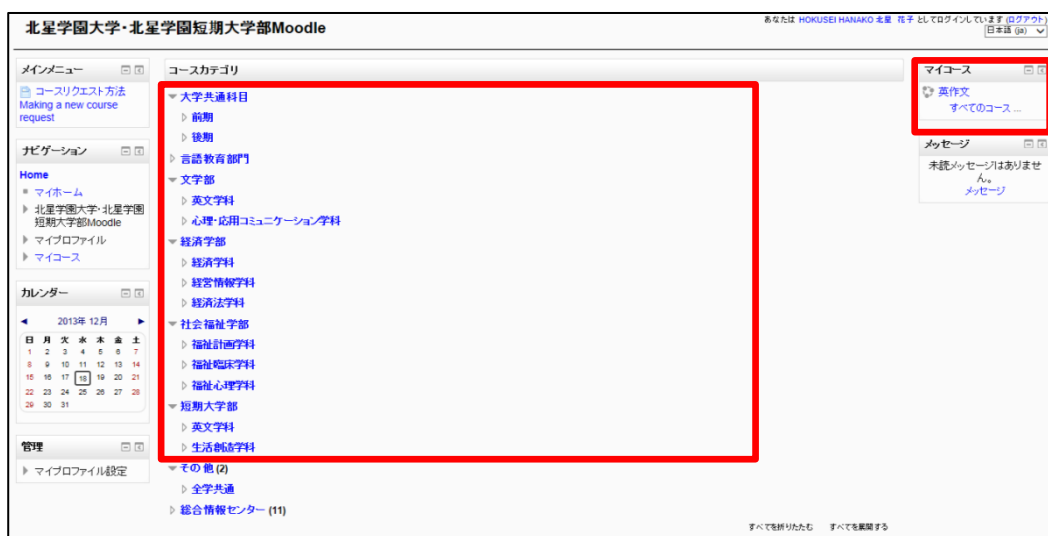 北星学園大学・北星学園短期大学部Moodle
あなたは HOKUSEI HANAKO 北星 花子 としてログインしています (ログアウト)
日本語 (ja)
メインメニュー
コースリクエスト方法
Making a new course
request
ナビゲーション
Home
マイホーム
北星学園大学・北星学園
短期大学部Moodle
マイプロファイル
マイコース
カレンダー
2013年 12月
日 月 火 水 木 金 土
1 2 3 4 5 6 7
8 9 10 11 12 13 14
15 16 17 18 19 20 21
22 23 24 25 26 27 28
29 30 31
管理
マイプロファイル設定
コースカテゴリ
大学共通科目
前期
後期
言語教育部門
文学部
英文学科
心理・応用コミュニケーション学科
経済学部
経済学科
経営情報学科
経済法学科
社会福祉学部
福祉計画学科
福祉臨床学科
福祉心理学科
短期大学部
英文学科
生活創造学科
その他 (2)
全学共通
総合情報センター (11)
すべてを折りたたむ すべてを展開する
マイコース
英作文
すべてのコース ...
メッセージ
未読メッセージはありませ
ん。
メッセージ